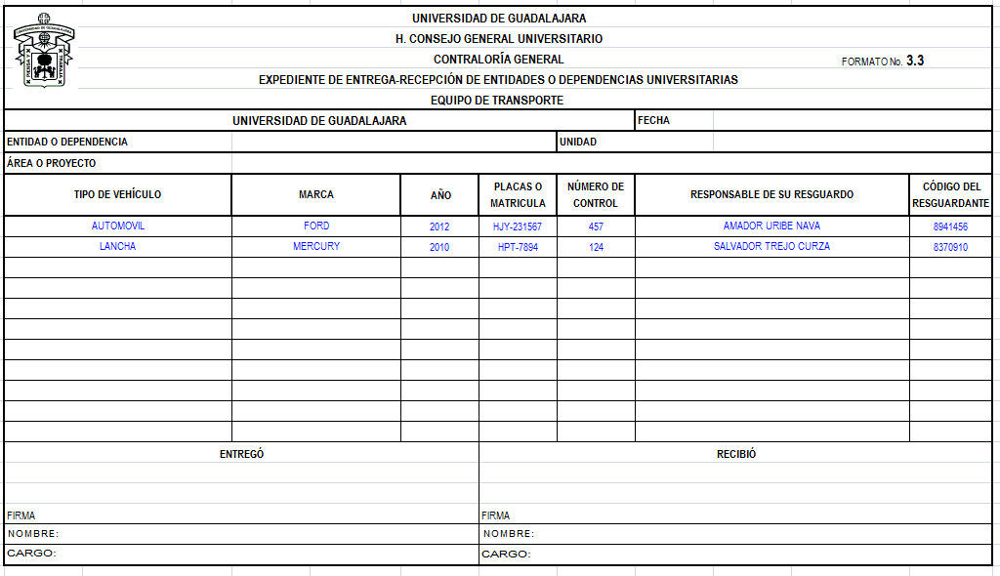 UNIVERSIDAD DE GUADALAJARA
H. CONSEJO GENERAL UNIVERSITARIO
CONTRALORÍA GENERAL
FORMATO No. 3.3
EXPEDIENTE DE ENTREGA-RECEPCIÓN DE ENTIDADES O DEPENDENCIAS UNIVERSITARIAS
EQUIPO DE TRANSPORTE
UNIVERSIDAD DE GUADALAJARA FECHA
ENTIDAD O DEPENDENCIA UNIDAD
ÁREA O PROYECTO
TIPO DE VEHÍCULO MARCA AÑO PLACAS O MATRICULA NÚMERO DE CONTROL RESPONSABLE DE SU RESGUARDO CÓDIGO DEL RESGUARDANTE
AUTOMOVIL FORD 2012 HJY-231567 457 AMADOR URIBE NAVA 8941456
LANCHA MERCURY 2010 HPT-7894 124 SALVADOR TREJO CURZA 8370910
ENTREGÓ RECIBIÓ
FIRMA FIRMA
NOMBRE: NOMBRE:
CARGO: CARGO: